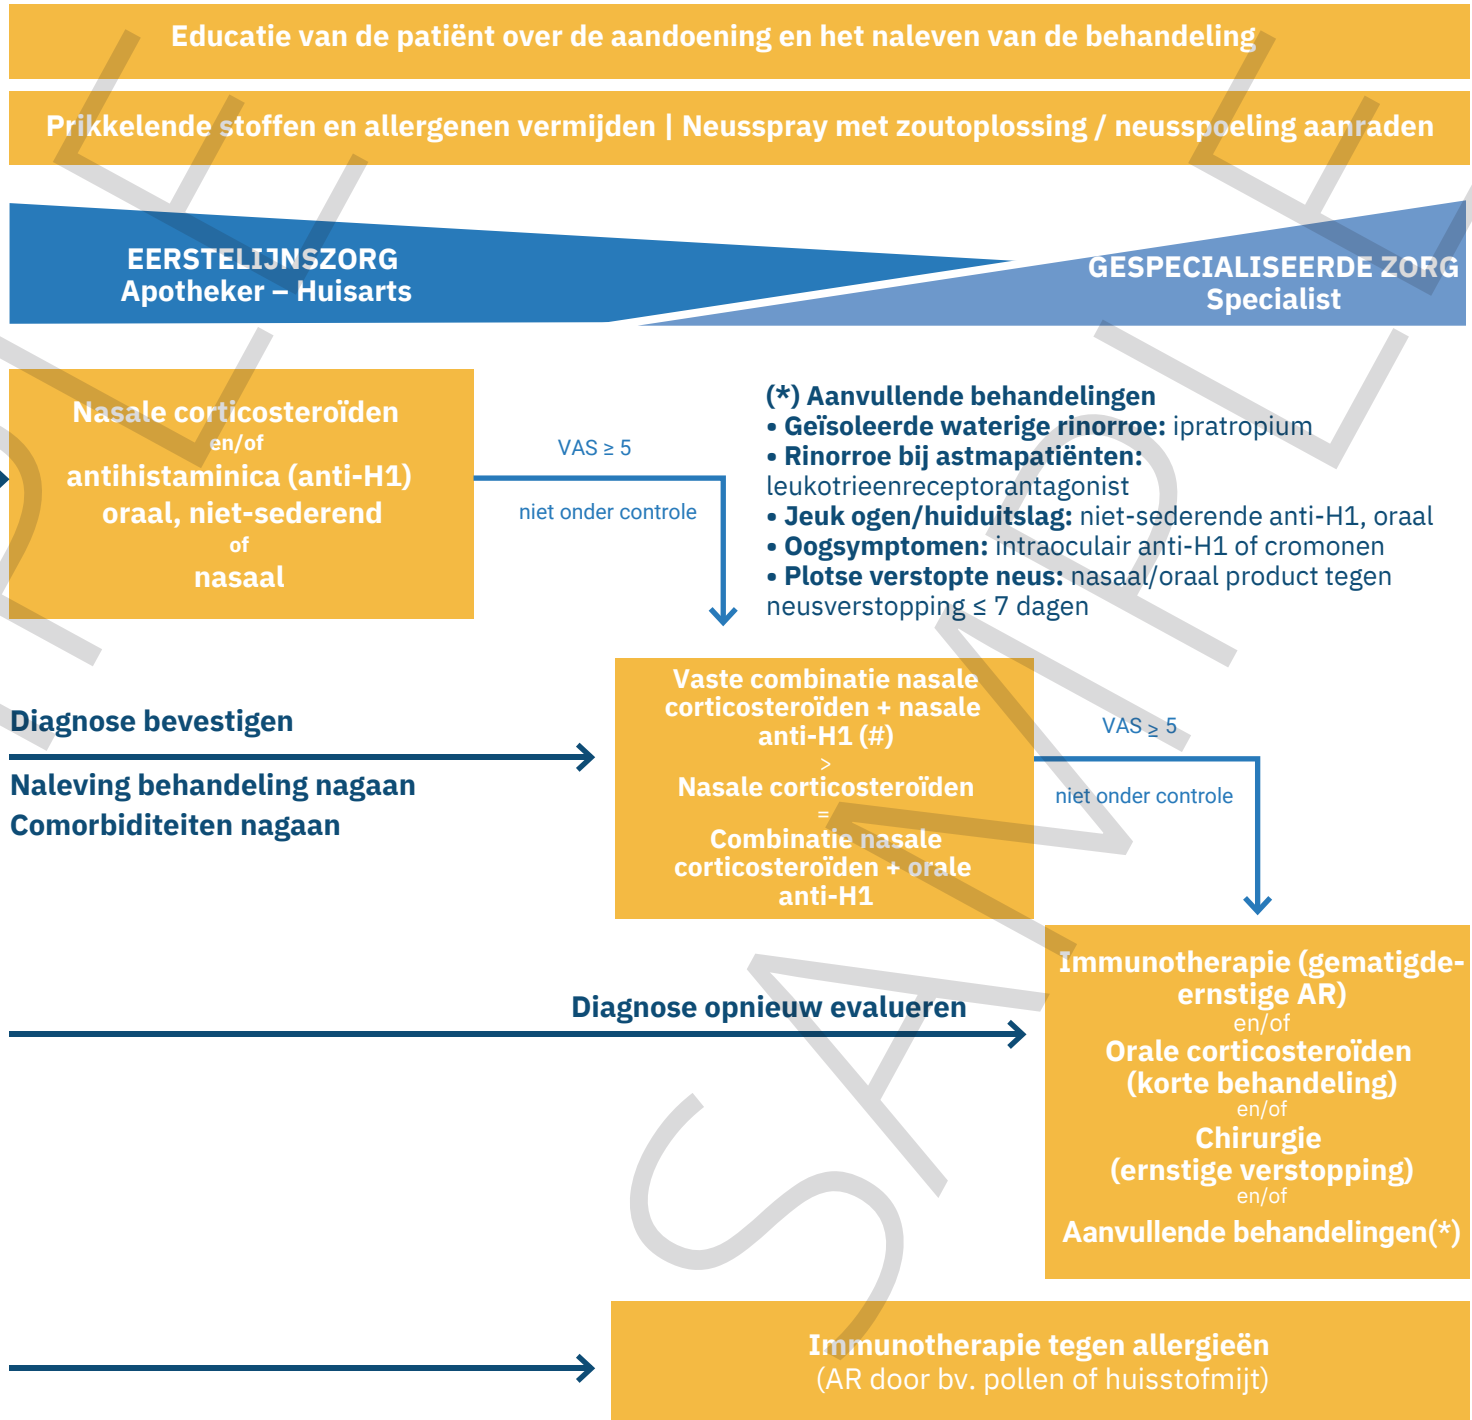 Educatie van de patiënt over de aandoening en het naleven van de behandeling
Prikkelende stoffen en allergenen vermijden | Neusspray met zoutoplossing / neusspoeling aanraden
EERSTELIJNSZORG
Apotheker – Huisarts
GESPECIALISEERDE ZORG
Specialist
Nasale corticosteroïden
en/of
antihistaminica (anti-H1)
oraal, niet-sederend
of
nasaal
VAS ≥ 5
niet onder controle
(*) Aanvullende behandelingen
• Geïsoleerde waterige rinorroe: ipratropium
• Rinorroe bij astmapatiënten:
leukotrieenreceptorantagonist
• Jeuk ogen/huiduitslag: niet-sederende anti-H1, oraal
• Oogsymptomen: intraoculair anti-H1 of cromonen
• Plotse verstopte neus: nasaal/oraal product tegen
neusverstopping ≤ 7 dagen
Diagnose bevestigen
Naleving behandeling nagaan
Comorbiditeiten nagaan
Vaste combinatie nasale
corticosteroïden + nasale
anti-H1 (#)
>
Nasale corticosteroïden
=
Combinatie nasale
corticosteroïden + orale
anti-H1
VAS ≥ 5
niet onder controle
Diagnose opnieuw evalueren
Immunotherapie (gematigde-
ernstige AR)
en/of
Orale corticosteroïden
(korte behandeling)
en/of
Chirurgie
(ernstige verstopping)
en/of
Aanvullende behandelingen(*)
Immunotherapie tegen allergieën
(AR door bv. pollen of huisstofmijt)
SAMPLE